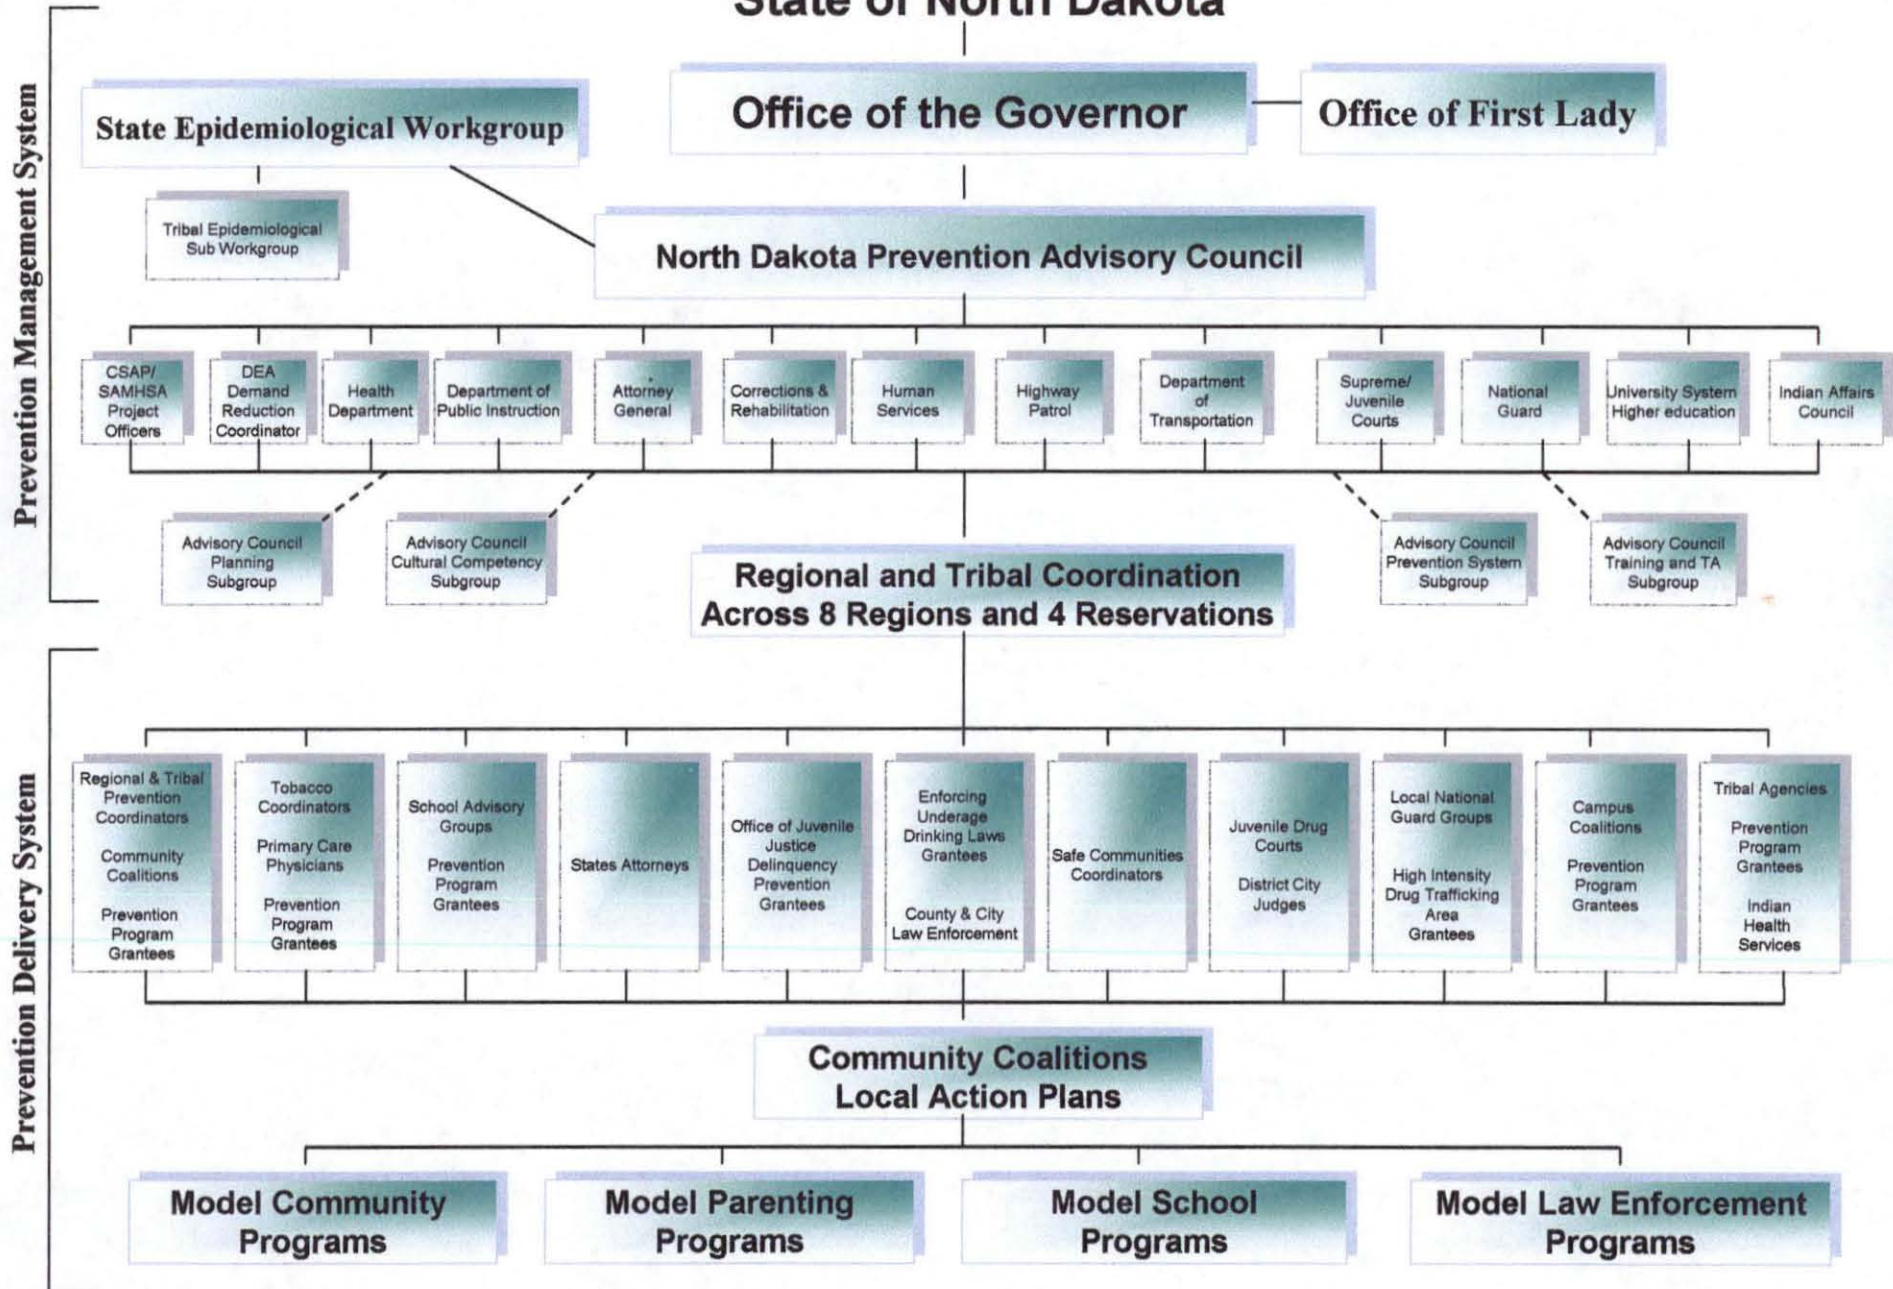 State of North Dakota
Prevention Management System
State Epidemiological Workgroup
Office of the Governor
Office of First Lady
Tribal Epidemiological
Sub Workgroup
North Dakota Prevention Advisory Council
CSAP/
SAMHSA
Project
Officers
DEA
Demand
Reduction
Coordinator
Health
Department
Department of
Public Instruction
Attorney
General
Corrections &
Rehabilitation
Human
Services
Highway
Patrol
Department
of
Transportation
Supreme/
Juvenile
Courts
National
Guard
University System
Higher education
Indian Affairs
Council
Advisory Council
Planning
Subgroup
Advisory Council
Cultural Competency
Subgroup
Regional and Tribal Coordination
Across 8 Regions and 4 Reservations
Advisory Council
Prevention System
Subgroup
Advisory Council
Training and TA
Subgroup
Prevention Delivery System
Regional & Tribal
Prevention
Coordinators
Community
Coalitions
Prevention
Program
Grantees
Tobacco
Coordinators
Primary Care
Physicians
Prevention
Program
Grantees
School Advisory
Groups
Prevention
Program
Grantees
States Attorneys
Office of Juvenile
Justice
Delinquency
Prevention
Grantees
Enforcing
Underage
Drinking Laws
Grantees
County & City
Law Enforcement
Safe Communities
Coordinators
Juvenile Drug
Courts
District City
Judges
Local National
Guard Groups
High Intensity
Drug Trafficking
Area
Grantees
Campus
Coalitions
Prevention
Program
Grantees
Tribal Agencies
Prevention
Program
Grantees
Indian
Health
Services
Community Coalitions
Local Action Plans
Model Community
Programs
Model Parenting
Programs
Model School
Programs
Model Law Enforcement
Programs